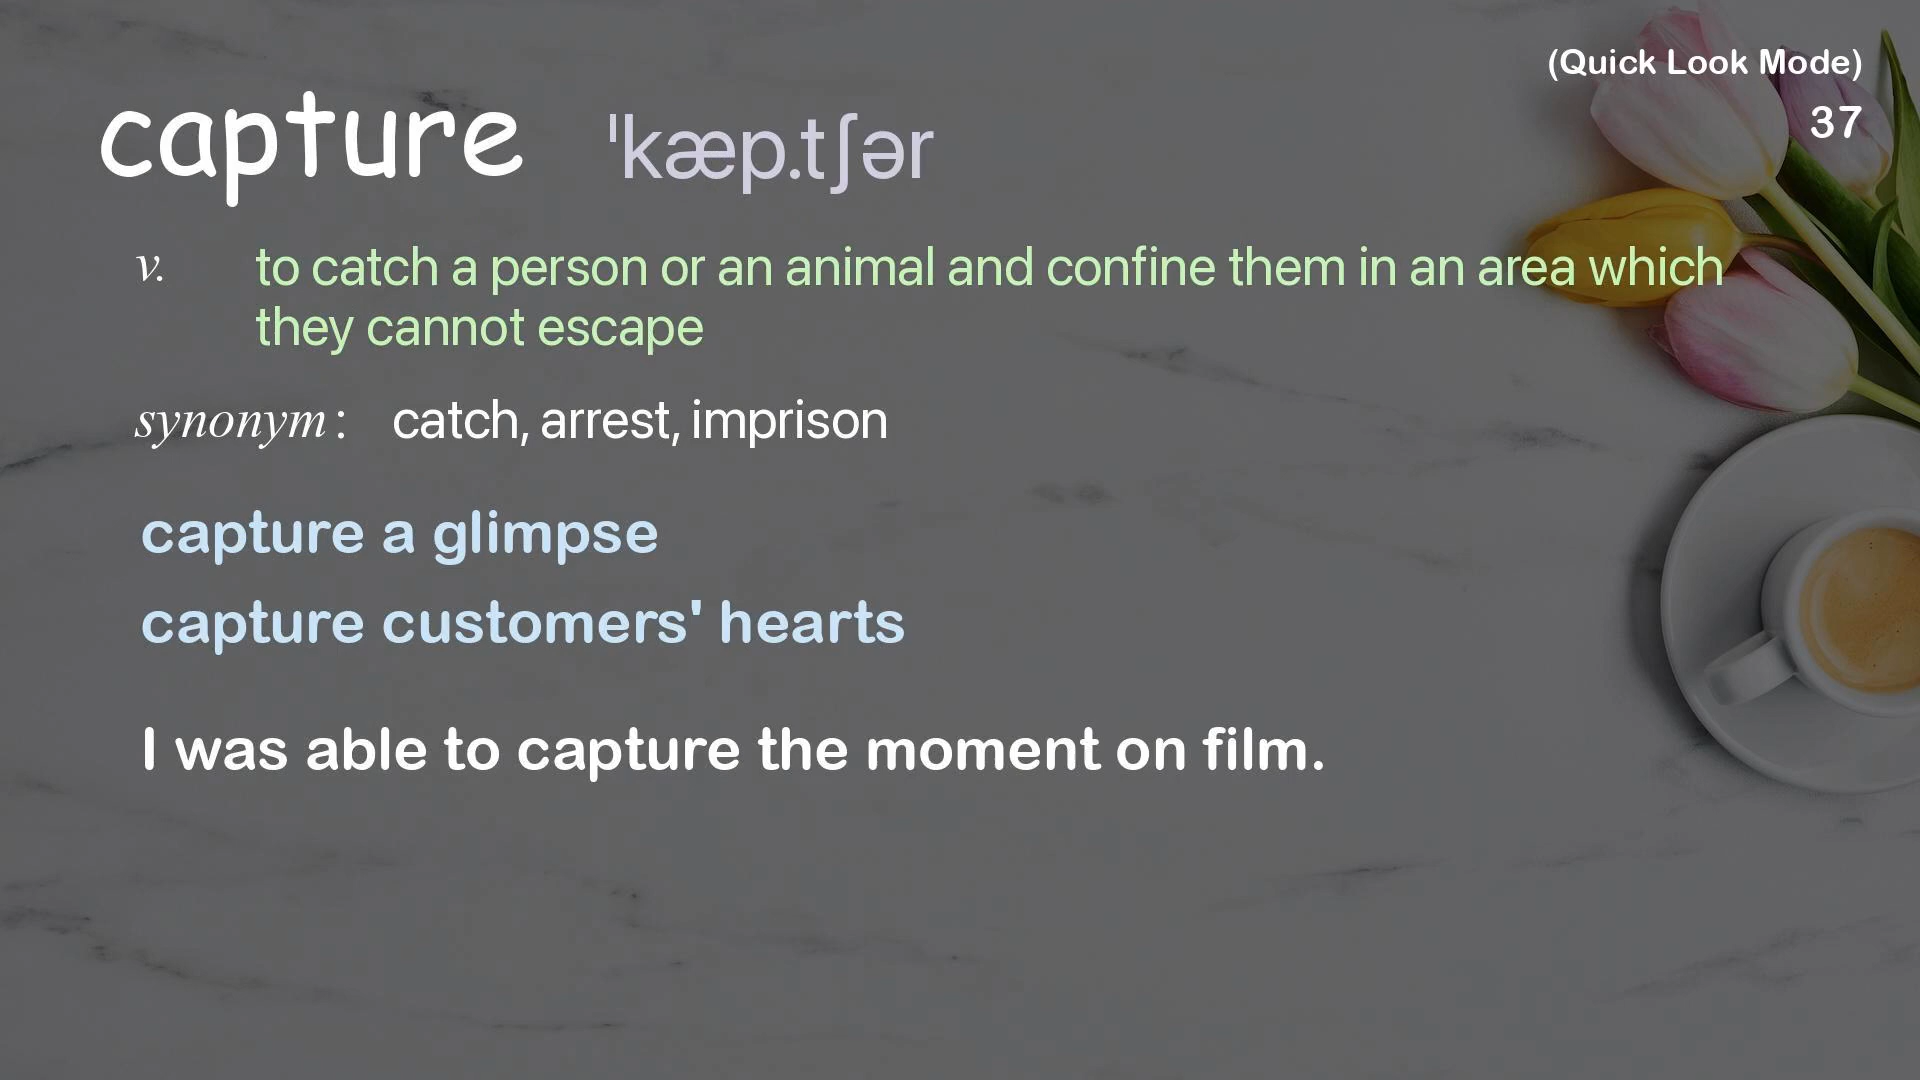 (Quick Look Mode)
37
capture ˈkæp.tʃər
v. to catch a person or an animal and confine them in an area which
they cannot escape
synonym: catch, arrest, imprison
capture a glimpse
capture customers' hearts
I was able to capture the moment on film.